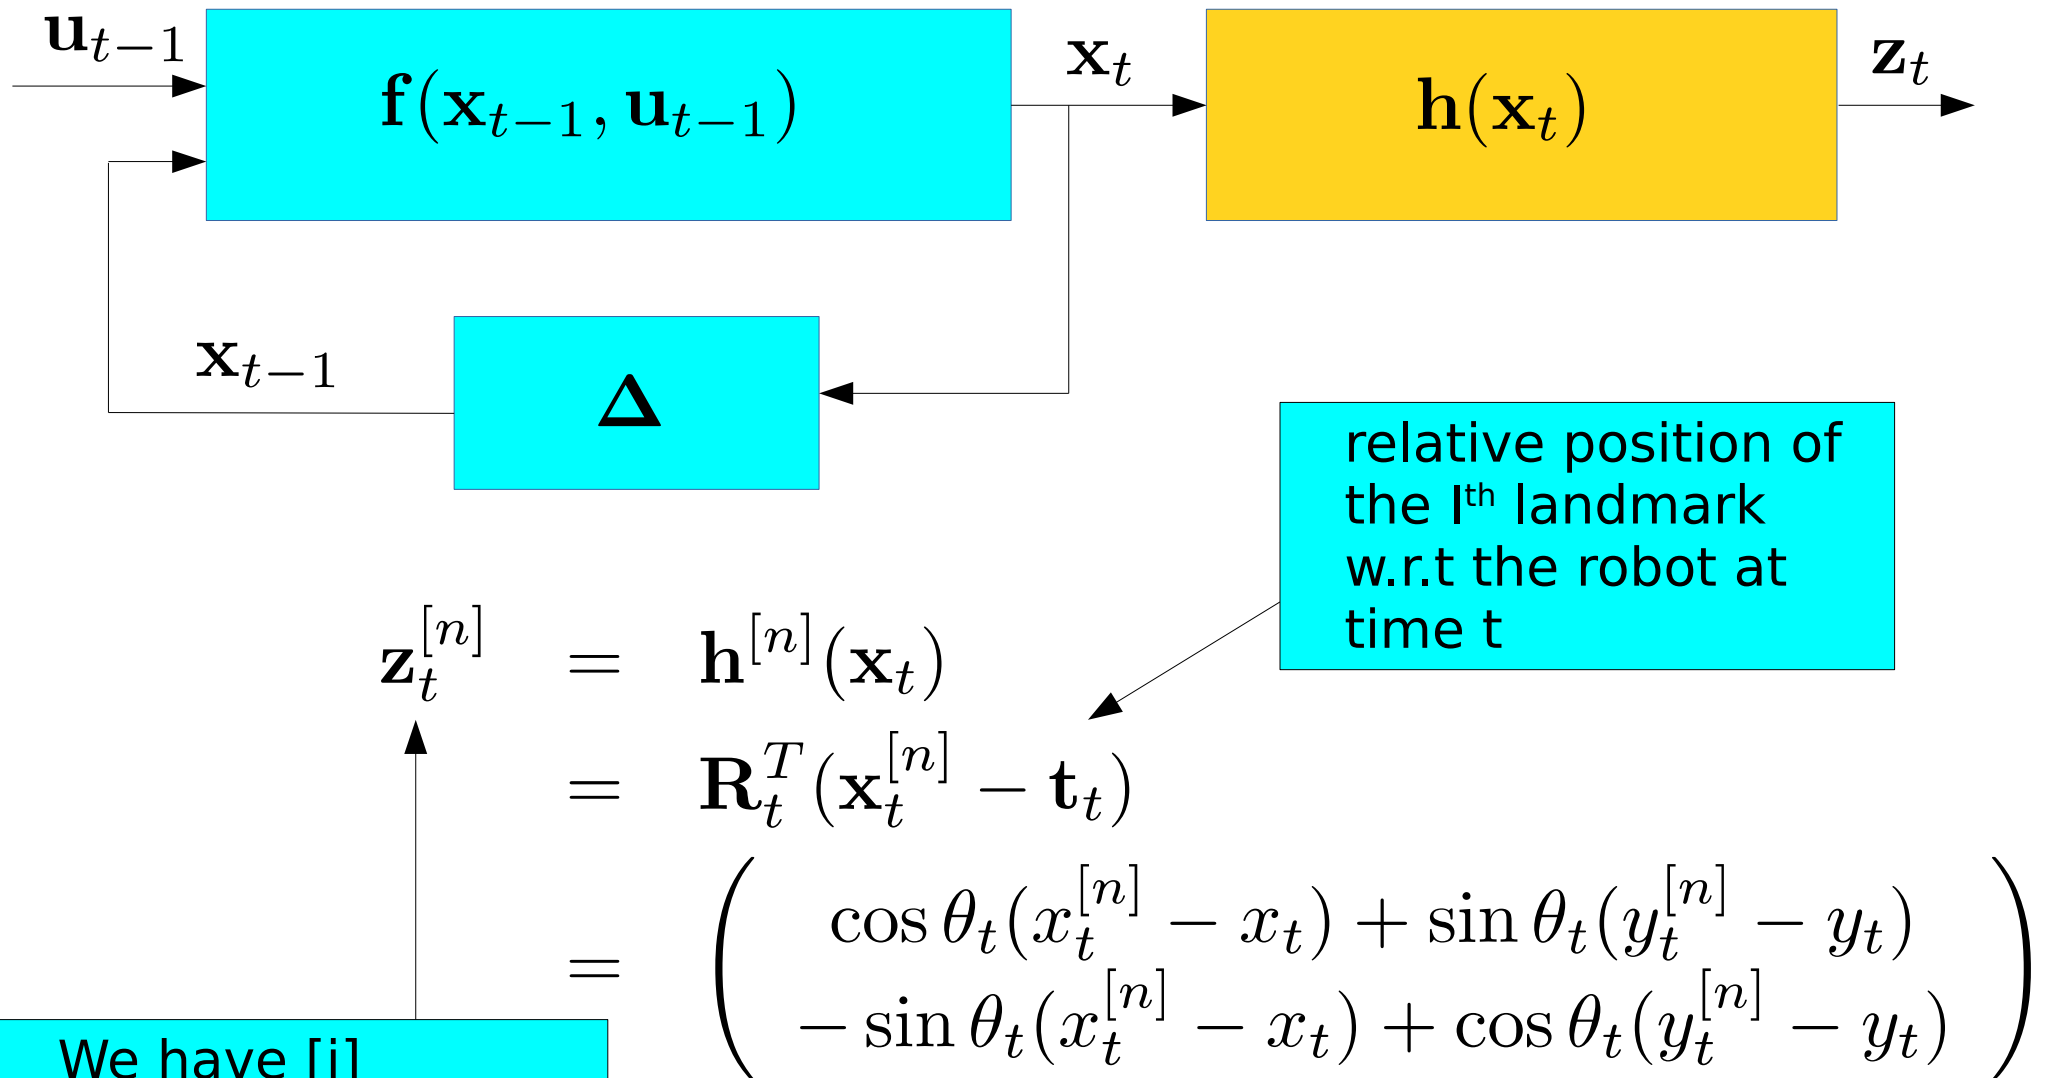 u_{t−1}
f(x_{t−1}, u_{t−1})
x_t
h(x_t)
z_t
x_{t−1}
Δ
relative position of
the l^{th} landmark
w.r.t the robot at
time t
z_t^{[n]} = h^{[n]}(x_t)
= R_t^T(x_t^{[n]} − t_t)
= ( cos θ_t(x_t^{[n]} − x_t) + sin θ_t(y_t^{[n]} − y_t)
− sin θ_t(x_t^{[n]} − x_t) + cos θ_t(y_t^{[n]} − y_t) )
We have [i]